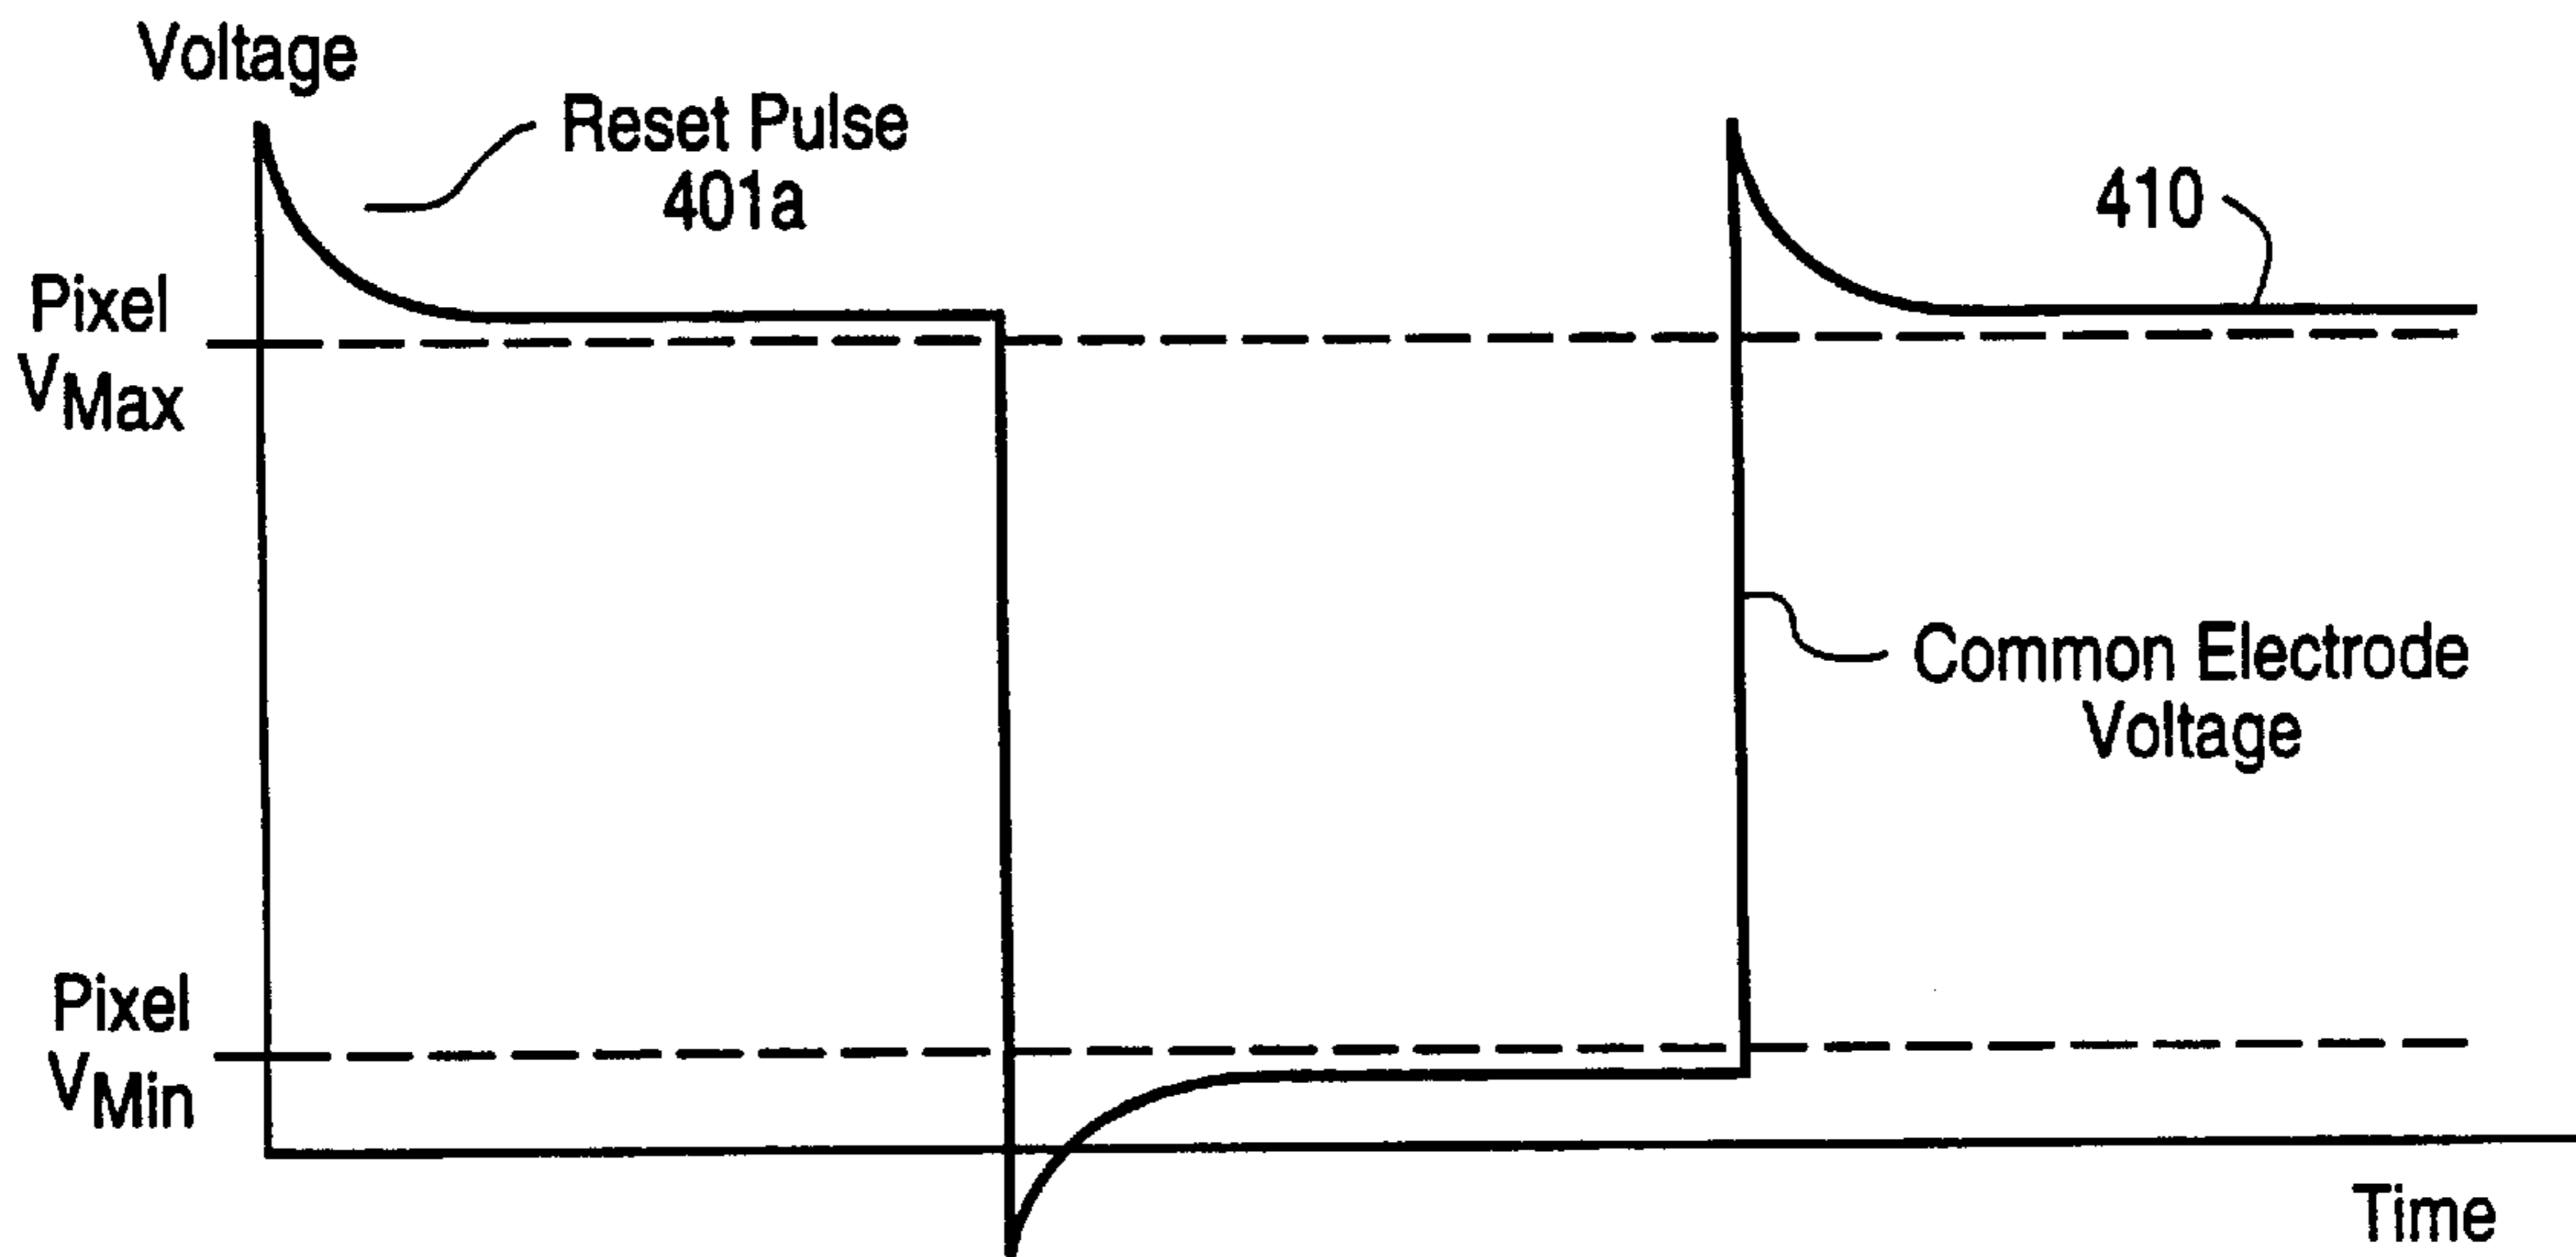 Voltage
Reset Pulse
401a
410
Pixel
VMax
Common Electrode
Voltage
Pixel
VMin
Time